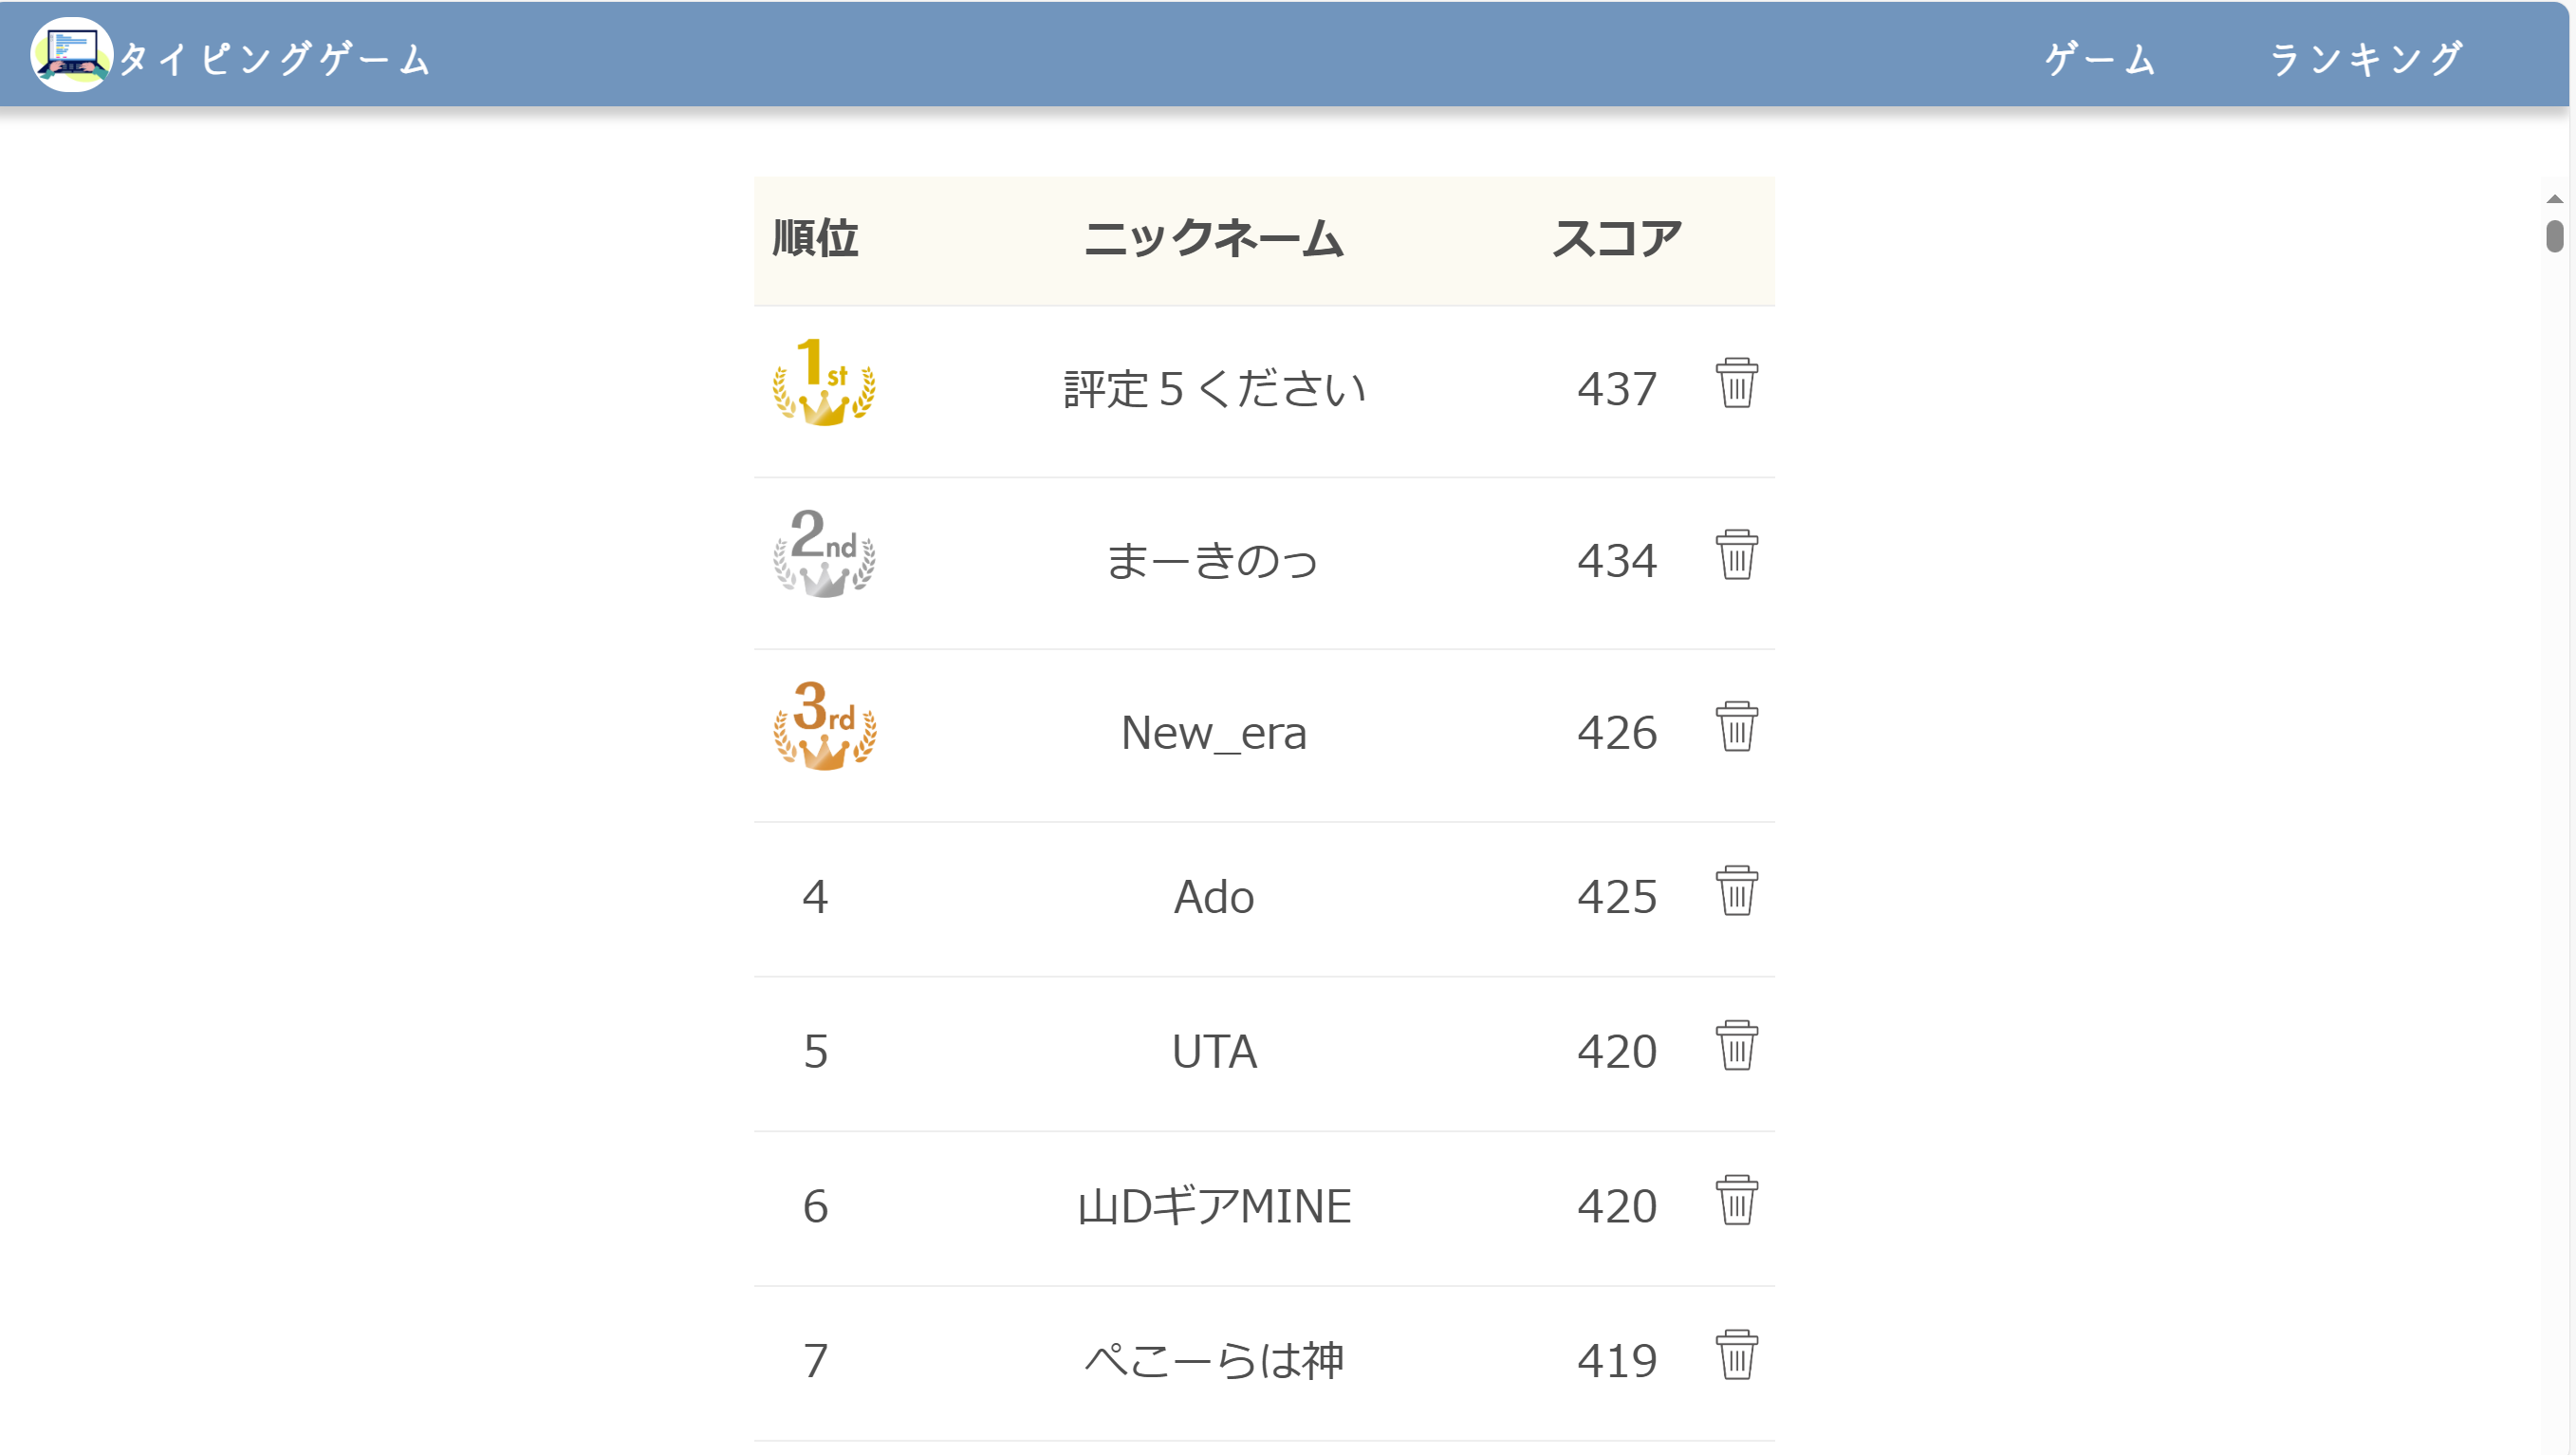 タイピングゲーム ゲーム ランキング
順位 ニックネーム スコア
1st 評定５ください 437
2nd まーきのっ 434
3rd New_era 426
4 Ado 425
5 UTA 420
6 山DギアMINE 420
7 ぺこーらは神 419